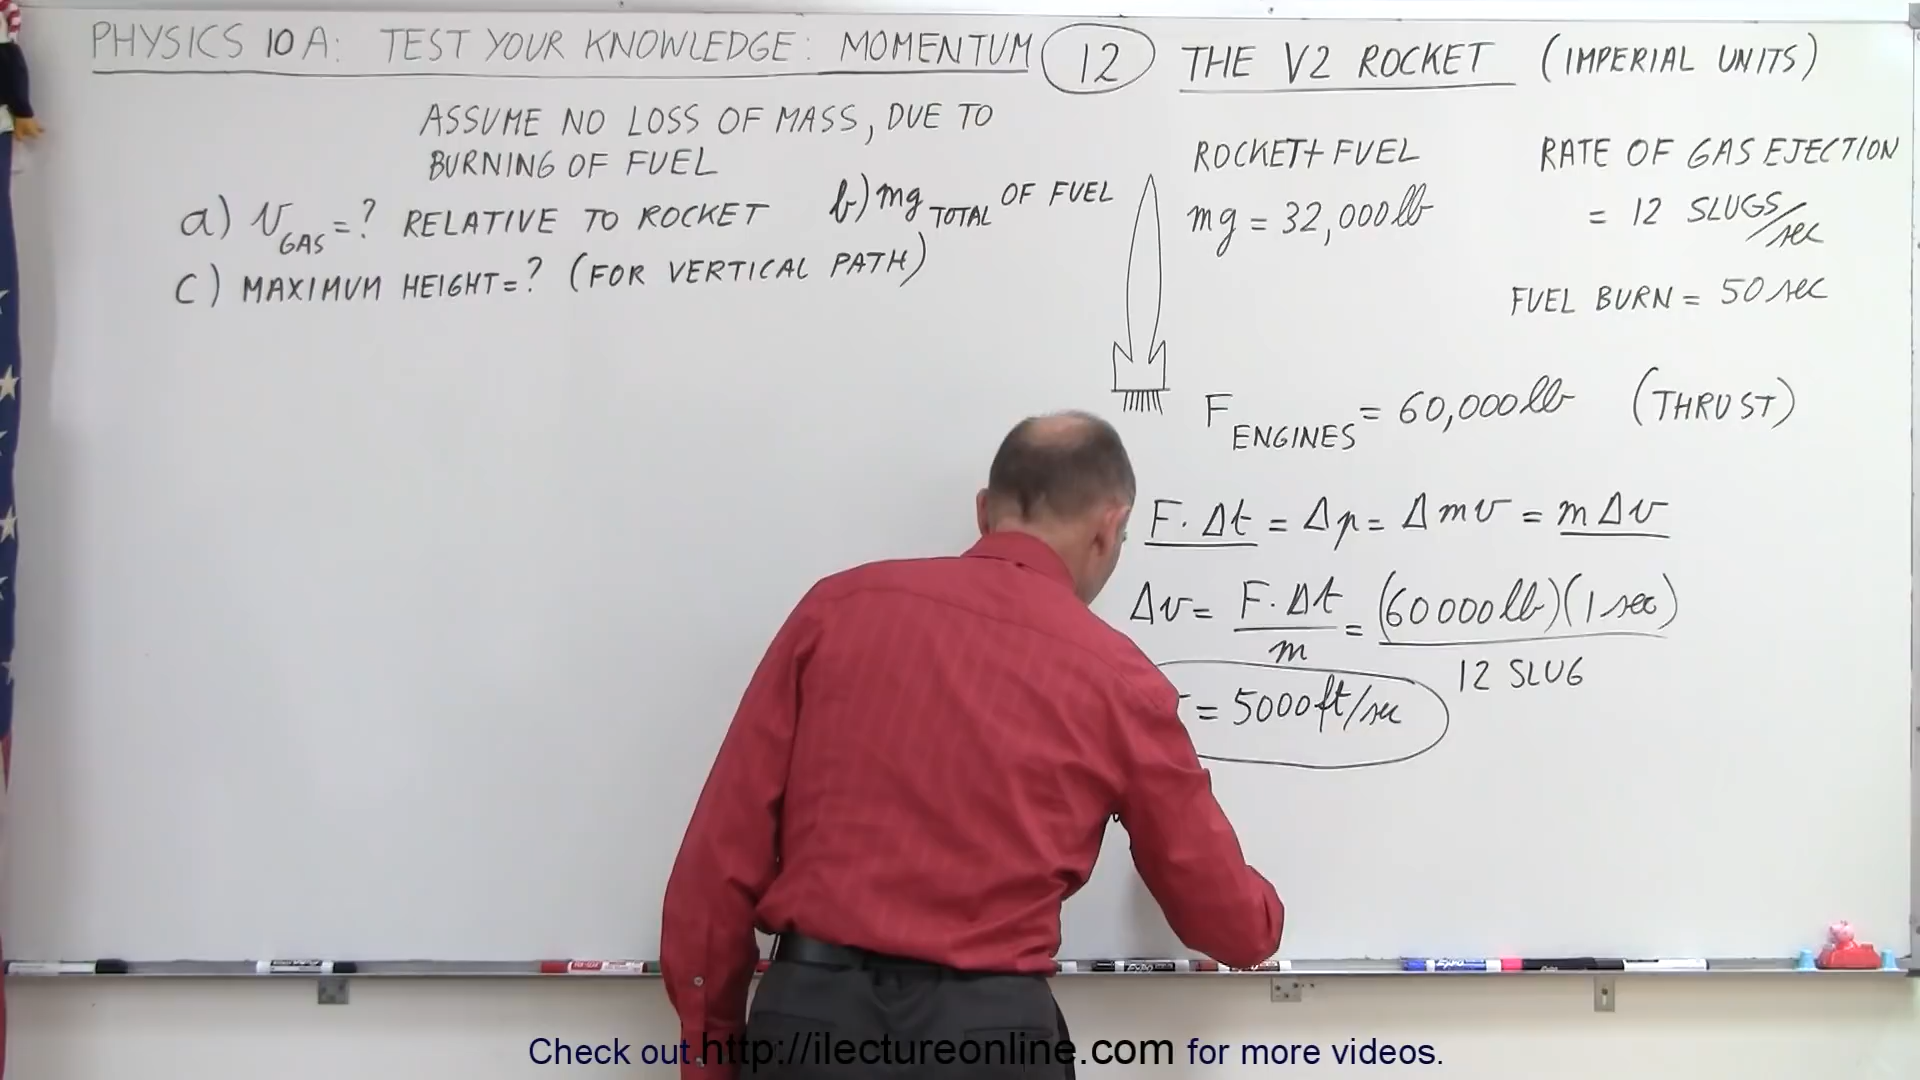 PHYSICS 10A: TEST YOUR KNOWLEDGE: MOMENTUM 12 THE V2 ROCKET (IMPERIAL UNITS)
ASSUME NO LOSS OF MASS, DUE TO
BURNING OF FUEL
a) V GAS = ? RELATIVE TO ROCKET b) mg TOTAL OF FUEL
c) MAXIMUM HEIGHT = ? (FOR VERTICAL PATH)
ROCKET + FUEL
mg = 32,000 lb
RATE OF GAS EJECTION
= 12 SLUGS/sec
FUEL BURN = 50 sec
F ENGINES = 60,000 lb (THRUST)
F · Δt = Δp = Δmv = mΔv
Δv = F · Δt / m = (60000 lb)(1 sec) / 12 SLUG
= 5000 ft/sec
EXPO
Check out http://ilectureonline.com for more videos.